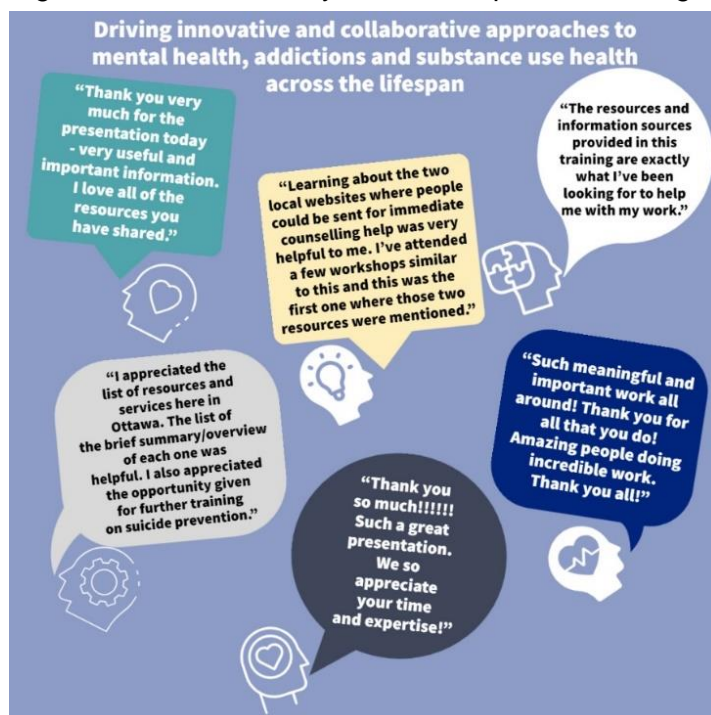 Driving innovative and collaborative approaches to
mental health, addictions and substance use health
across the lifespan
“Thank you very
much for the
presentation today
- very useful and
important information.
I love all of the
resources you
have shared.”
“Learning about the two
local websites where people
could be sent for immediate
counselling help was very
helpful to me. I’ve attended
a few workshops similar
to this and this was the
first one where those two
resources were mentioned.”
“The resources and
information sources
provided in this
training are exactly
what I’ve been
looking for to help
me with my work.”
“I appreciated the
list of resources and
services here in
Ottawa. The list of
the brief summary/overview
of each one was
helpful. I also appreciated
the opportunity given
for further training
on suicide prevention.”
“Thank you
so much!!!!!!
Such a great
presentation.
We so
appreciate
your time
and expertise!”
“Such meaningful and
important work all
around! Thank you for
all that you do!
Amazing people doing
incredible work.
Thank you all!”